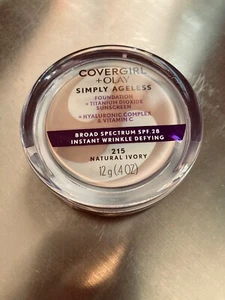 COVERGIRL
+OLAY
SIMPLY AGELESS
FOUNDATION
+ TITANIUM DIOXIDE
SUNSCREEN
+ HYALURONIC COMPLEX
& VITAMIN C
BROAD SPECTRUM SPF 28
INSTANT WRINKLE DEFYING
215
NATURAL IVORY
12 g (.4 OZ)